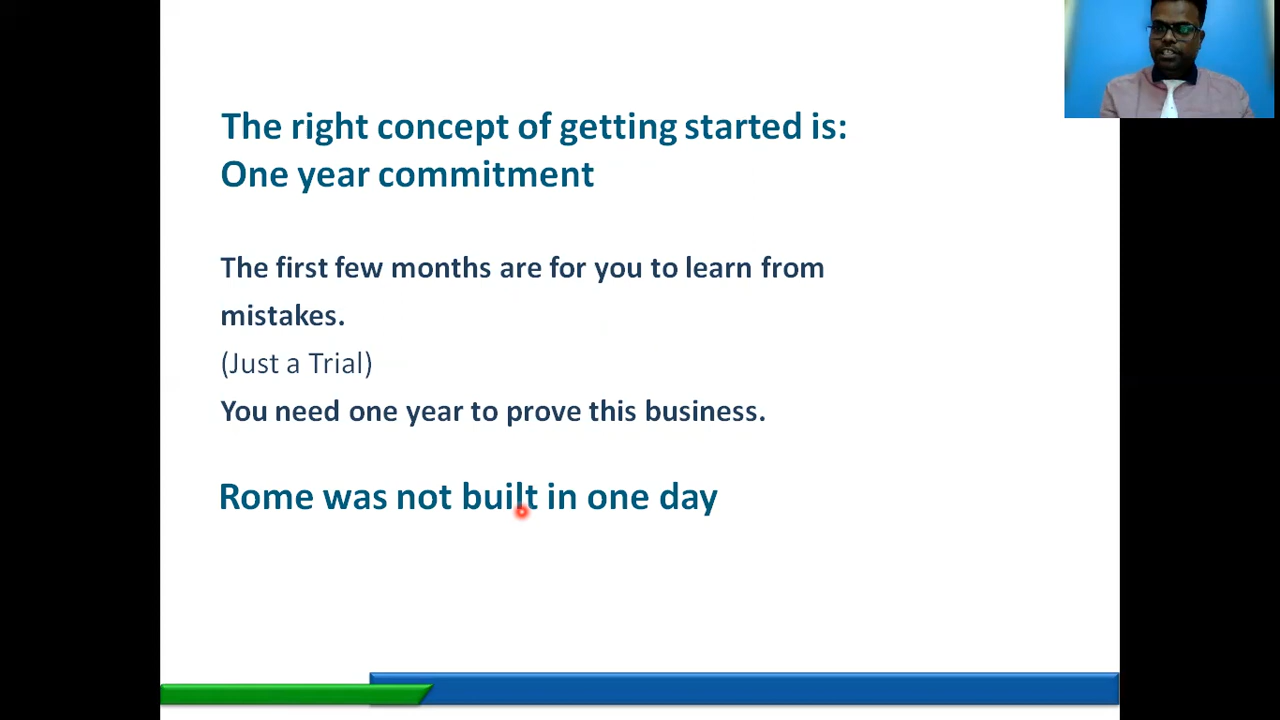 The right concept of getting started is:
One year commitment
The first few months are for you to learn from
mistakes.
(Just a Trial)
You need one year to prove this business.
Rome was not built in one day